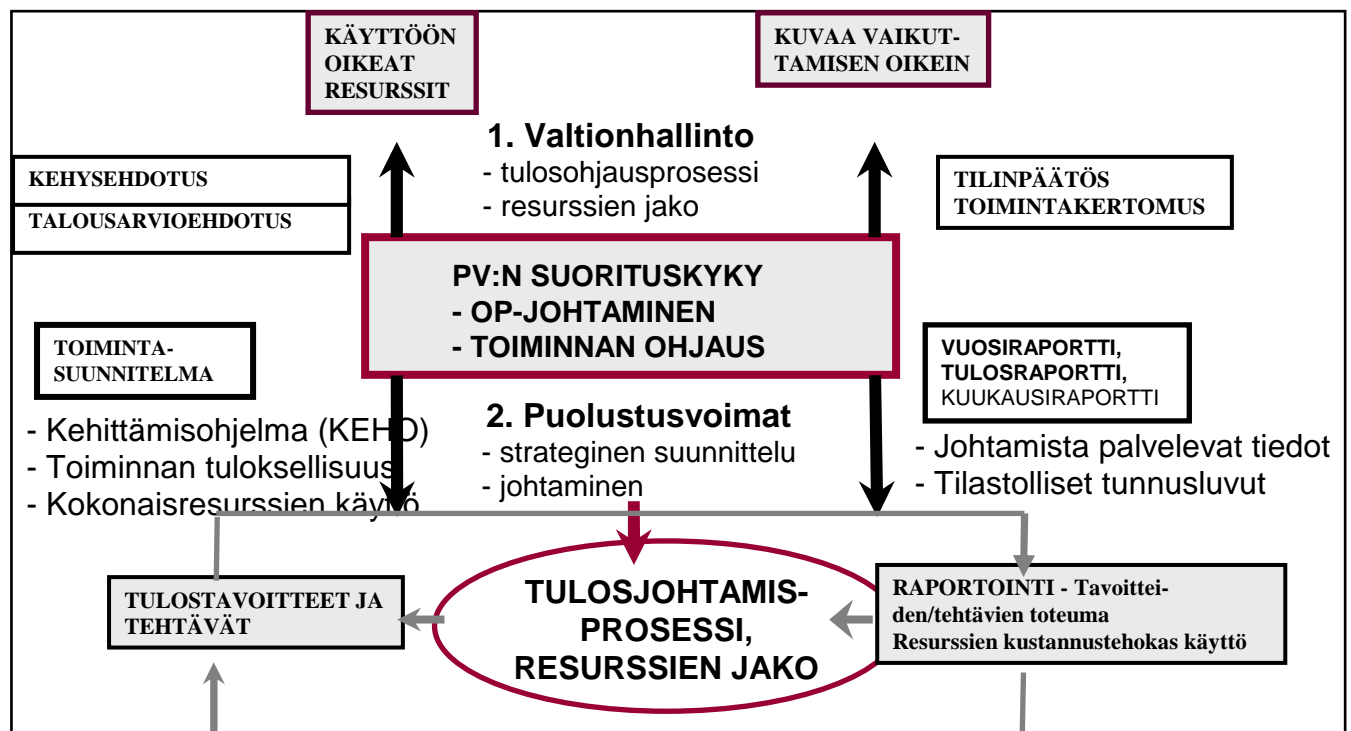 KÄYTTÖÖN
OIKEAT
RESURSSIT
KUVAA VAIKUT-
TAMISEN OIKEIN
1. Valtionhallinto
- tulosohjausprosessi
- resurssien jako
KEHYSEHDOTUS
TALOUSARVIOEHDOTUS
TILINPÄÄTÖS
TOIMINTAKERTOMUS
PV:N SUORITUSKYKY
- OP-JOHTAMINEN
- TOIMINNAN OHJAUS
TOIMINTA-
SUUNNITELMA
- Kehittämisohjelma (KEHO)
- Toiminnan tuloksellisuus
- Kokonaisresurssien käyttö
2. Puolustusvoimat
- strateginen suunnittelu
- johtaminen
VUOSIRAPORTTI,
TULOSRAPORTTI,
KUUKAUSIRAPORTTI
- Johtamista palvelevat tiedot
- Tilastolliset tunnusluvut
TULOSTAVOITTEET JA
TEHTÄVÄT
TULOSJOHTAMIS-
PROSESSI,
RESURSSIEN JAKO
RAPORTOINTI - Tavoittei-
den/tehtävien toteuma
Resurssien kustannustehokas käyttö